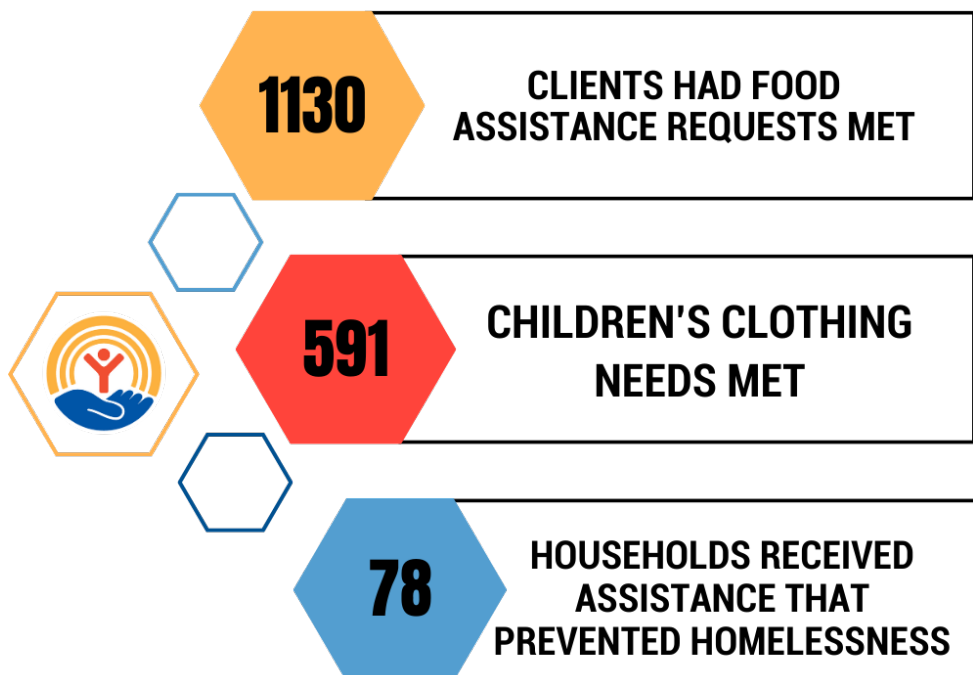 1130
CLIENTS HAD FOOD
ASSISTANCE REQUESTS MET
591
CHILDREN'S CLOTHING
NEEDS MET
78
HOUSEHOLDS RECEIVED
ASSISTANCE THAT
PREVENTED HOMELESSNESS